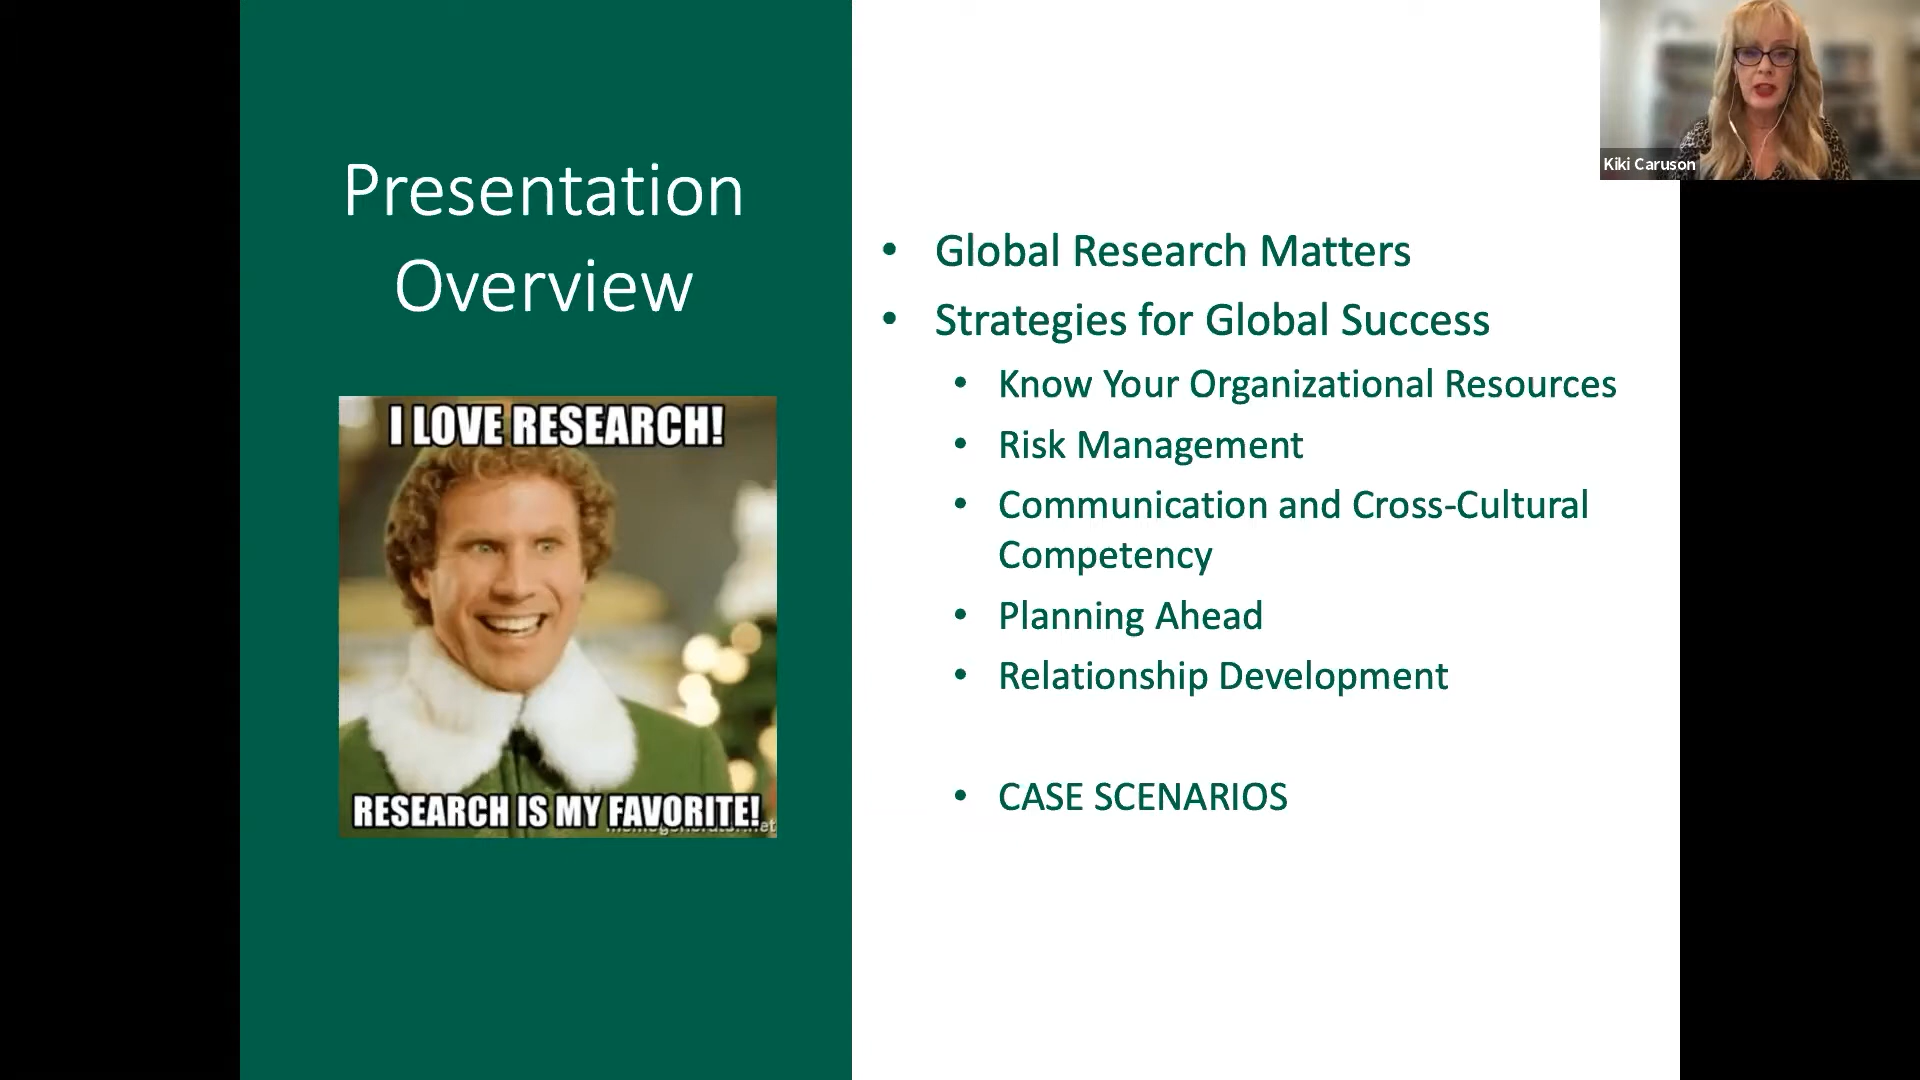 Presentation
Overview
I LOVE RESEARCH!
RESEARCH IS MY FAVORITE!
• Global Research Matters
• Strategies for Global Success
• Know Your Organizational Resources
• Risk Management
• Communication and Cross-Cultural
Competency
• Planning Ahead
• Relationship Development
• CASE SCENARIOS
Kiki Caruson